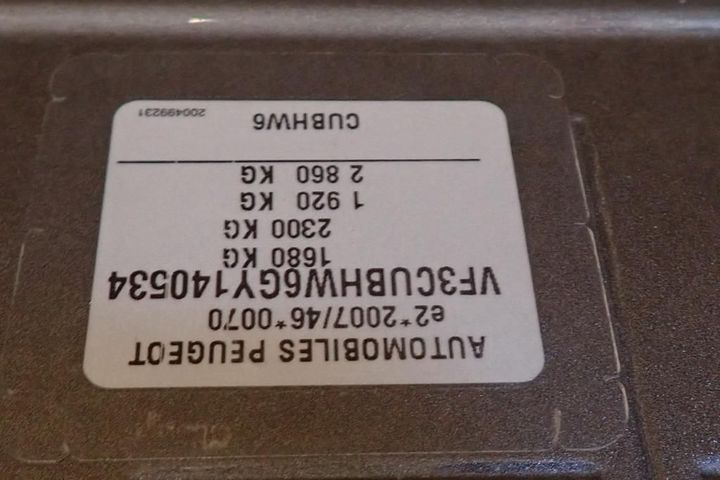 AUTOMOBILES PEUGEOT
e2*2007/46*0070
VF3CUBHW6GY140534
1680 KG
2300 KG
1 920 KG
2 860 KG
CUBHW6
200499231